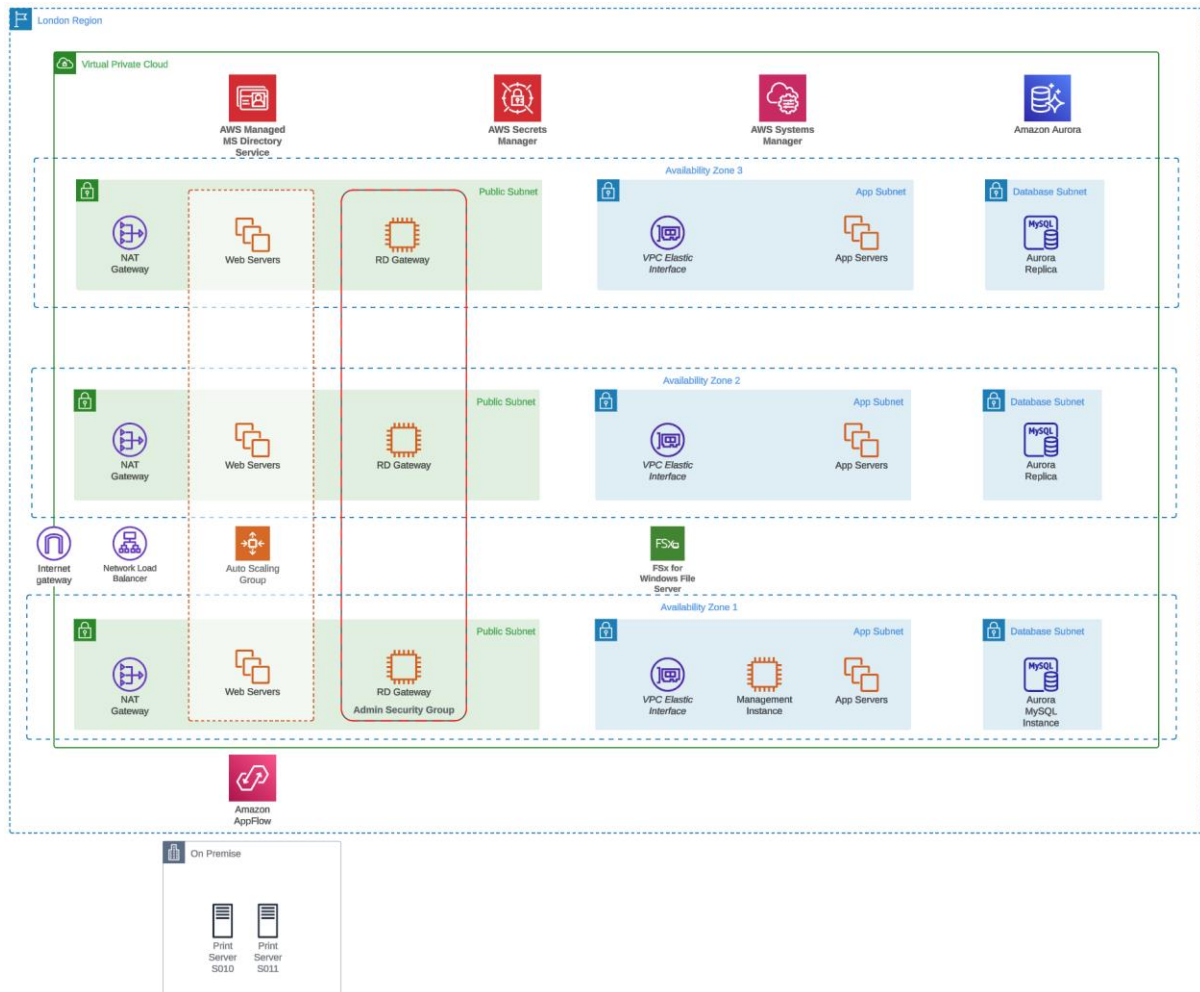 London Region
Virtual Private Cloud
AWS Managed
MS Directory
Service
AWS Secrets
Manager
AWS Systems
Manager
Amazon Aurora
Availability Zone 3
Public Subnet
App Subnet
Database Subnet
NAT
Gateway
Web Servers
RD Gateway
VPC Elastic
Interface
App Servers
MySQL
Aurora
Replica
Availability Zone 2
Public Subnet
App Subnet
Database Subnet
NAT
Gateway
Web Servers
RD Gateway
VPC Elastic
Interface
App Servers
MySQL
Aurora
Replica
Internet
gateway
Network Load
Balancer
Auto Scaling
Group
FSx
FSx for
Windows File
Server
Availability Zone 1
Public Subnet
App Subnet
Database Subnet
NAT
Gateway
Web Servers
RD Gateway
Admin Security Group
VPC Elastic
Interface
Management
Instance
App Servers
MySQL
Aurora
MySQL
Instance
Amazon
AppFlow
On Premise
Print
Server
S010
Print
Server
S011